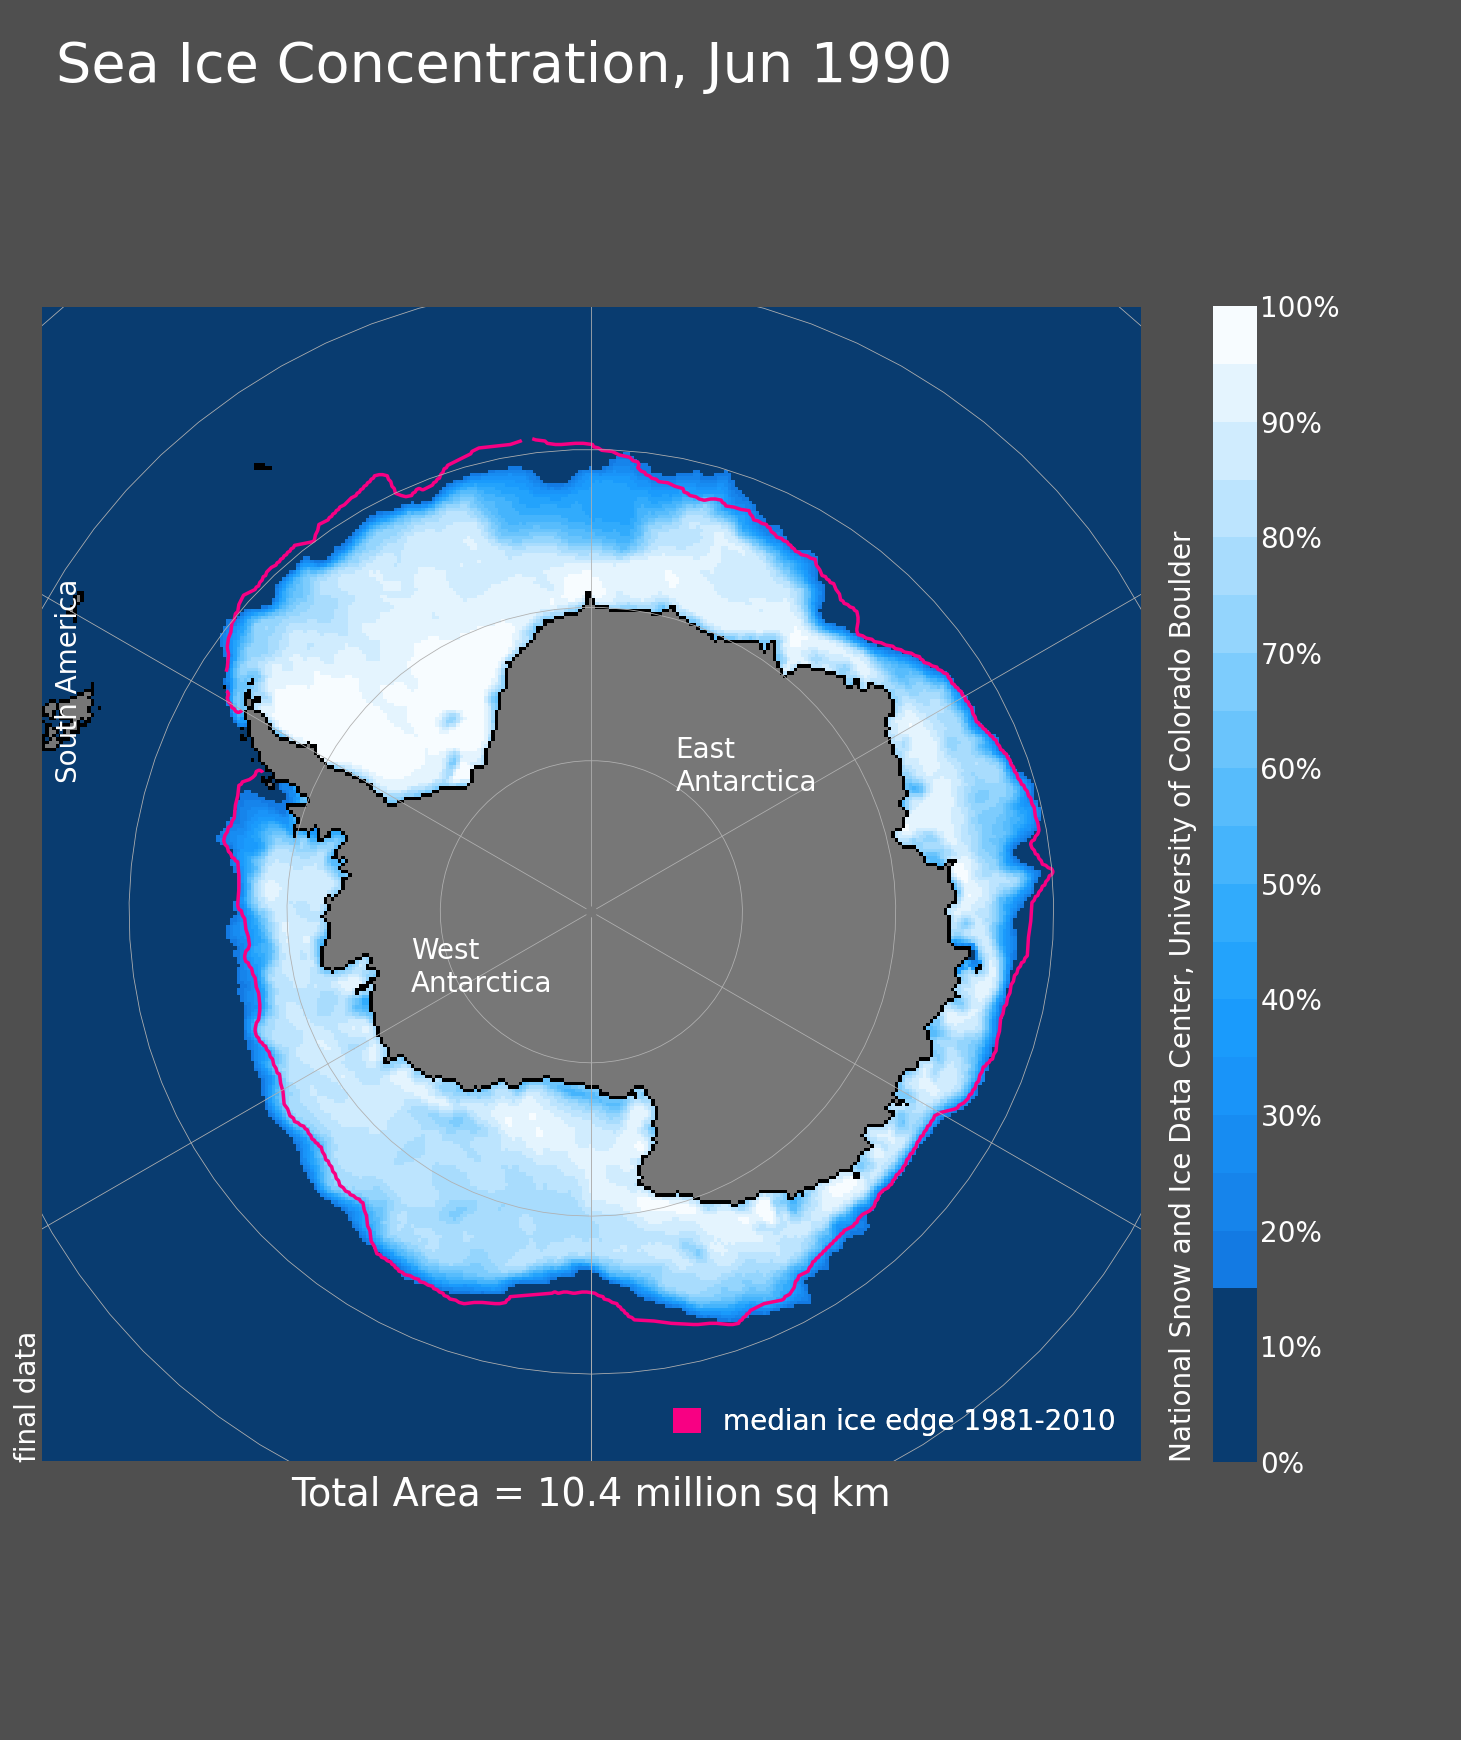 Sea Ice Concentration, Jun 1990
South America
East
Antarctica
West
Antarctica
median ice edge 1981-2010
final data
Total Area = 10.4 million sq km
National Snow and Ice Data Center, University of Colorado Boulder
100%
90%
80%
70%
60%
50%
40%
30%
20%
10%
0%